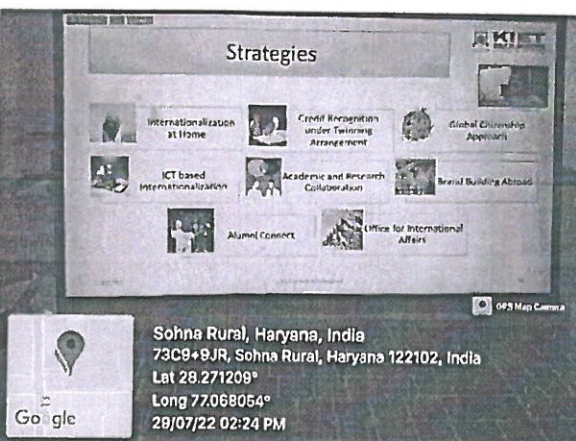 Strategies
KIET
Internationalization
at Home
Credit Recognition
under Twinning
Arrangement
Global Citizenship
Approach
ICT based
Internationalization
Academic and Research
Collaboration
Brand Building Abroad
Alumni Connect
Office for International
Affairs
GPS Map Camera
Google
Sohna Rural, Haryana, India
73C9+9JR, Sohna Rural, Haryana 122102, India
Lat 28.271209°
Long 77.068054°
29/07/22 02:24 PM